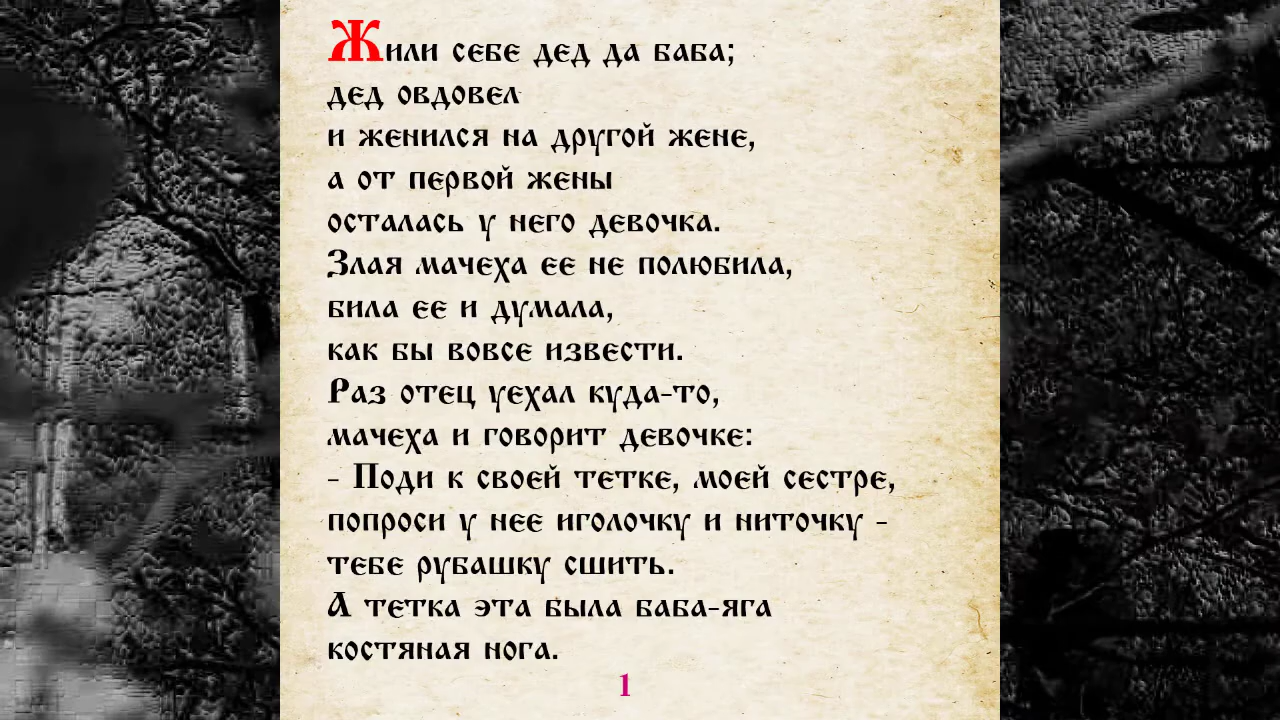 Жили себе дед да баба;
дед овдовел
и женился на другой жене,
а от первой жены
осталась у него девочка.
Злая мачеха ее не полюбила,
била ее и думала,
как бы вовсе извести.
Раз отец уехал куда-то,
мачеха и говорит девочке:
- Поди к своей тетке, моей сестре,
попроси у нее иголочку и ниточку -
тебе рубашку сшить.
А тетка эта была баба-яга
костяная нога.
1